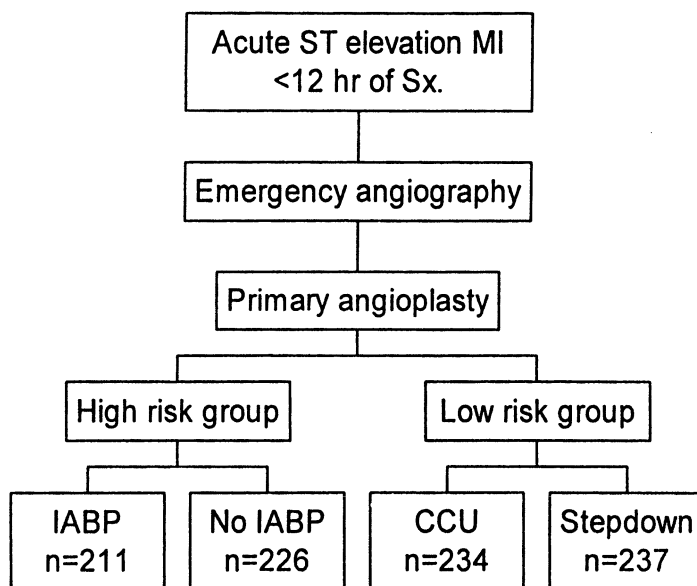 Acute ST elevation MI
<12 hr of Sx.
Emergency angiography
Primary angioplasty
High risk group
Low risk group
IABP
n=211
No IABP
n=226
CCU
n=234
Stepdown
n=237